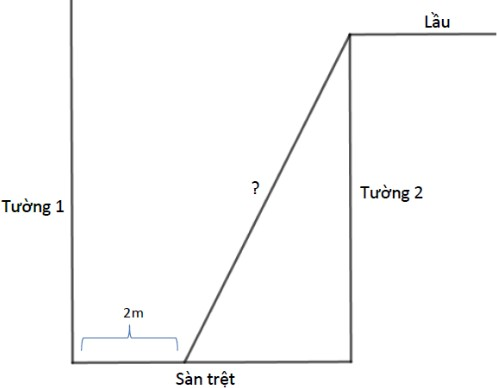 Lầu
?
Tường 1
Tường 2
2m
Sàn trệt